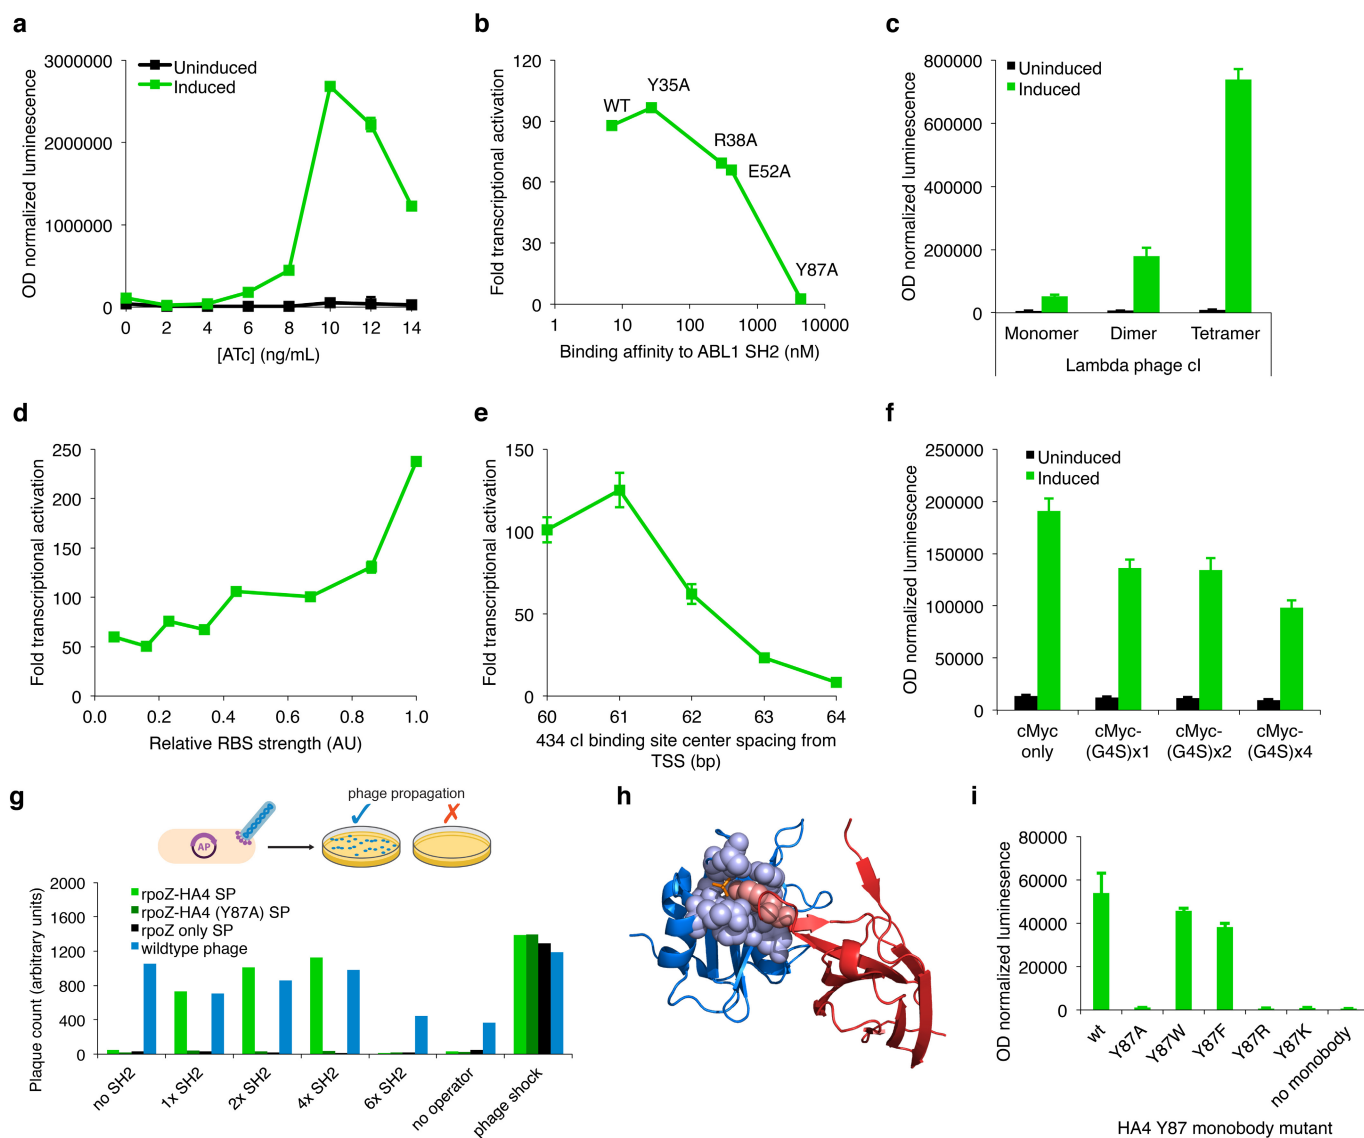 a
3000000
2000000
1000000
0
OD normalized luminescence
Uninduced
Induced
0 2 4 6 8 10 12 14
[ATc] (ng/mL)
b
120
90
60
30
0
Fold transcriptional activation
WT
Y35A
R38A
E52A
Y87A
1 10 100 1000 10000
Binding affinity to ABL1 SH2 (nM)
c
800000
600000
400000
200000
0
OD normalized luminescence
Uninduced
Induced
Monomer Dimer Tetramer
Lambda phage cI
d
250
200
150
100
50
0
Fold transcriptional activation
0.0 0.2 0.4 0.6 0.8 1.0
Relative RBS strength (AU)
e
150
100
50
0
Fold transcriptional activation
60 61 62 63 64
434 cI binding site center spacing from
TSS (bp)
f
250000
200000
150000
100000
50000
0
OD normalized luminescence
Uninduced
Induced
cMyc cMyc- cMyc- cMyc-
only (G4S)x1 (G4S)x2 (G4S)x4
g
phage propagation
AP
2000
1600
1200
800
400
0
Plaque count (arbitrary units)
rpoZ-HA4 SP
rpoZ-HA4 (Y87A) SP
rpoZ only SP
wildtype phage
no SH2
1x SH2
2x SH2
4x SH2
6x SH2
no operator
phage shock
h
i
80000
60000
40000
20000
0
OD normalized luminesence
wt
Y87A
Y87W
Y87F
Y87R
Y87K
no monobody
HA4 Y87 monobody mutant